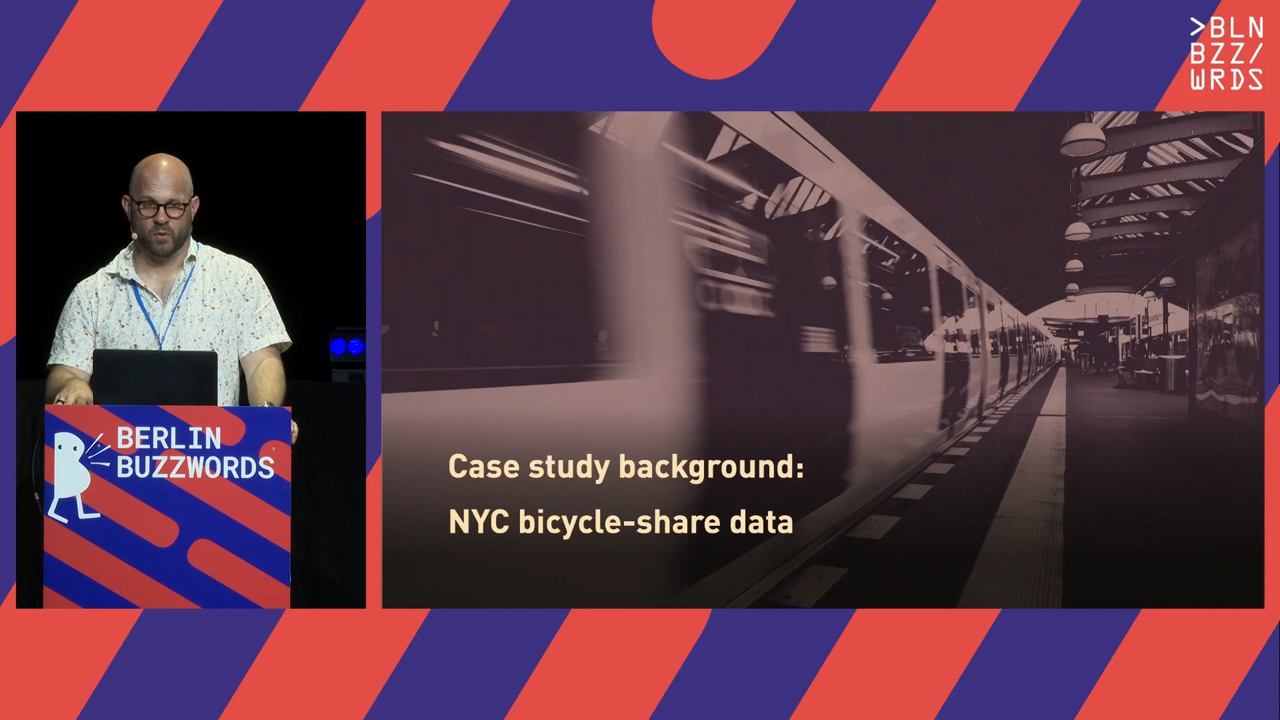 >BLN
BZZ/
WRDS
BERLIN
BUZZWORDS
Case study background:
NYC bicycle-share data